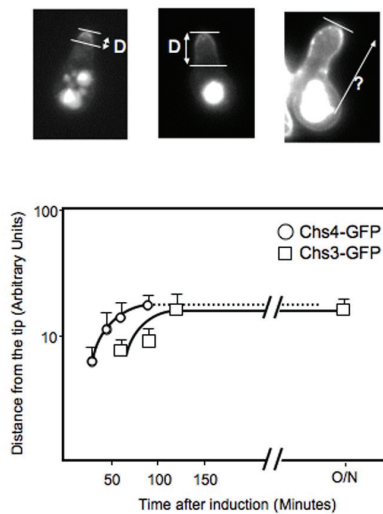 D
D
?
100
Chs4-GFP
Chs3-GFP
10
Distance from the tip (Arbitrary Units)
50
100
150
O/N
Time after induction (Minutes)